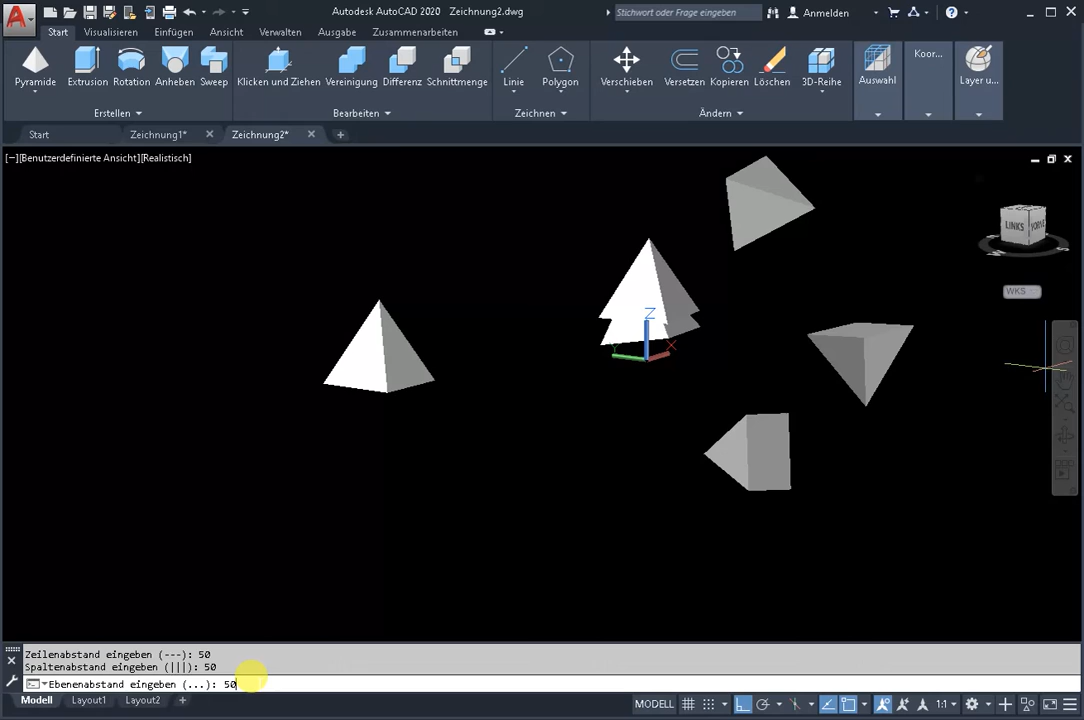 Autodesk AutoCAD 2020 Zeichnung2.dwg
Stichwort oder Frage eingeben
Anmelden
Start Visualisieren Einfügen Ansicht Verwalten Ausgabe Zusammenarbeiten
Pyramide Extrusion Rotation Anheben Sweep Klicken und Ziehen Vereinigung Differenz Schnittmenge Linie Polygon Verschieben Versetzen Kopieren Löschen 3D-Reihe Auswahl Koor... Layer u...
Erstellen Bearbeiten Zeichnen Ändern
Start Zeichnung1* Zeichnung2*
[−][Benutzerdefinierte Ansicht][Realistisch]
LINKS
WKS
Z
X
Y
Zeilenabstand eingeben (---): 50
Spaltenabstand eingeben (|||): 50
Ebenenabstand eingeben (...): 50
Modell Layout1 Layout2
MODELL 1:1